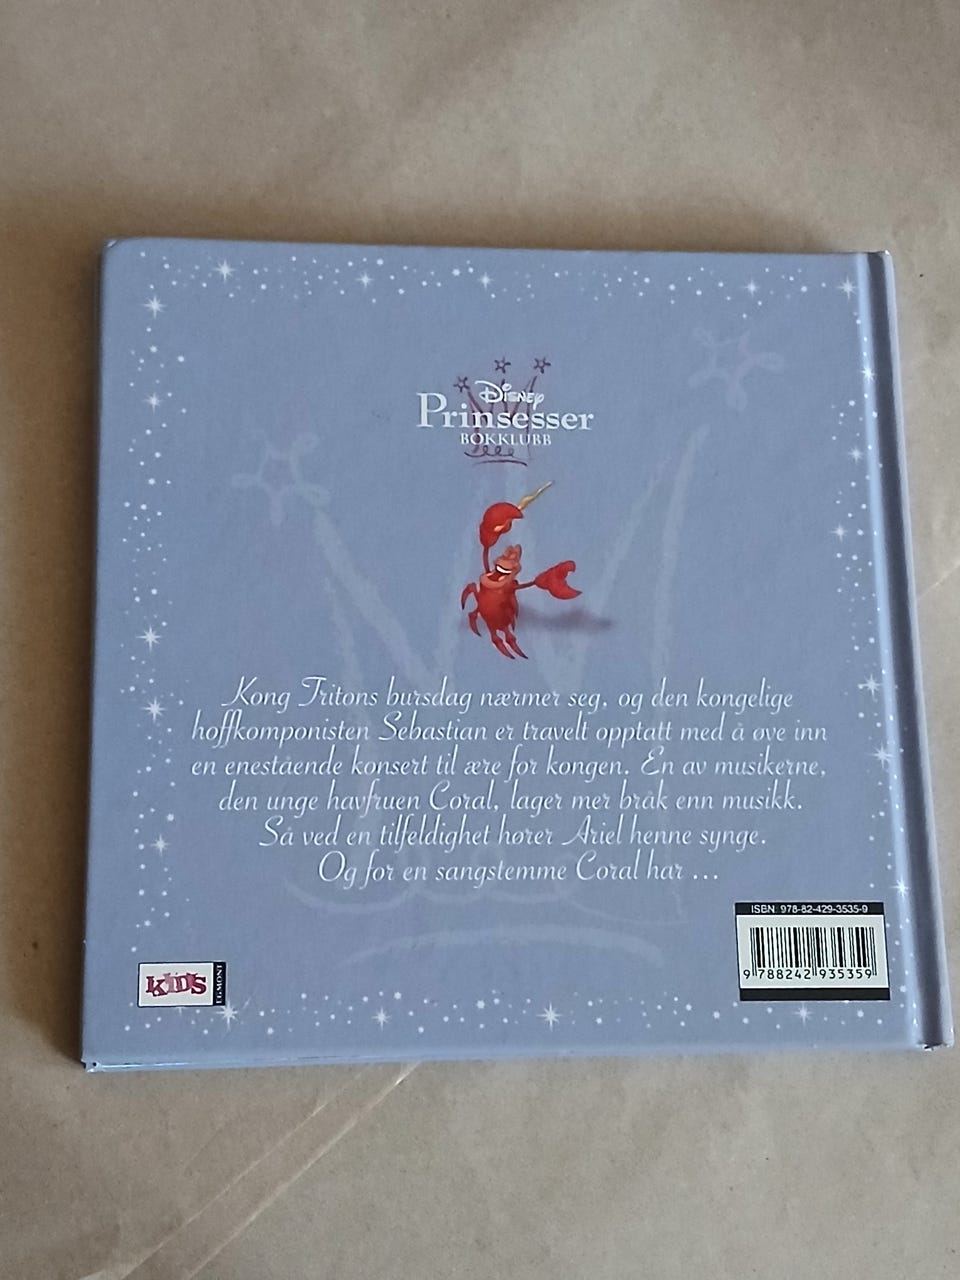 Disney
Prinsesser
BOKKLUBB
Kong Tritons bursdag nærmer seg, og den kongelige
hoffkomponisten Sebastian er travelt opptatt med å øve inn
en enestående konsert til ære for kongen. En av musikerne,
den unge havfruen Coral, lager mer bråk enn musikk.
Så ved en tilfeldighet hører Ariel henne synge.
Og for en sangstemme Coral har ...
ISBN: 978-82-429-3535-9
9 788242 935359
KIDS
EGMONT